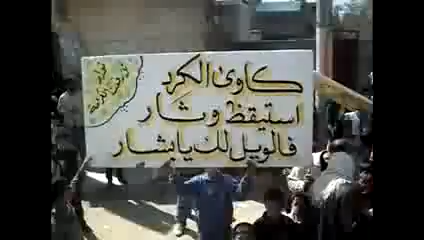 كاوى الكرد
استيقظ وثار
فالويل لك يا بشار